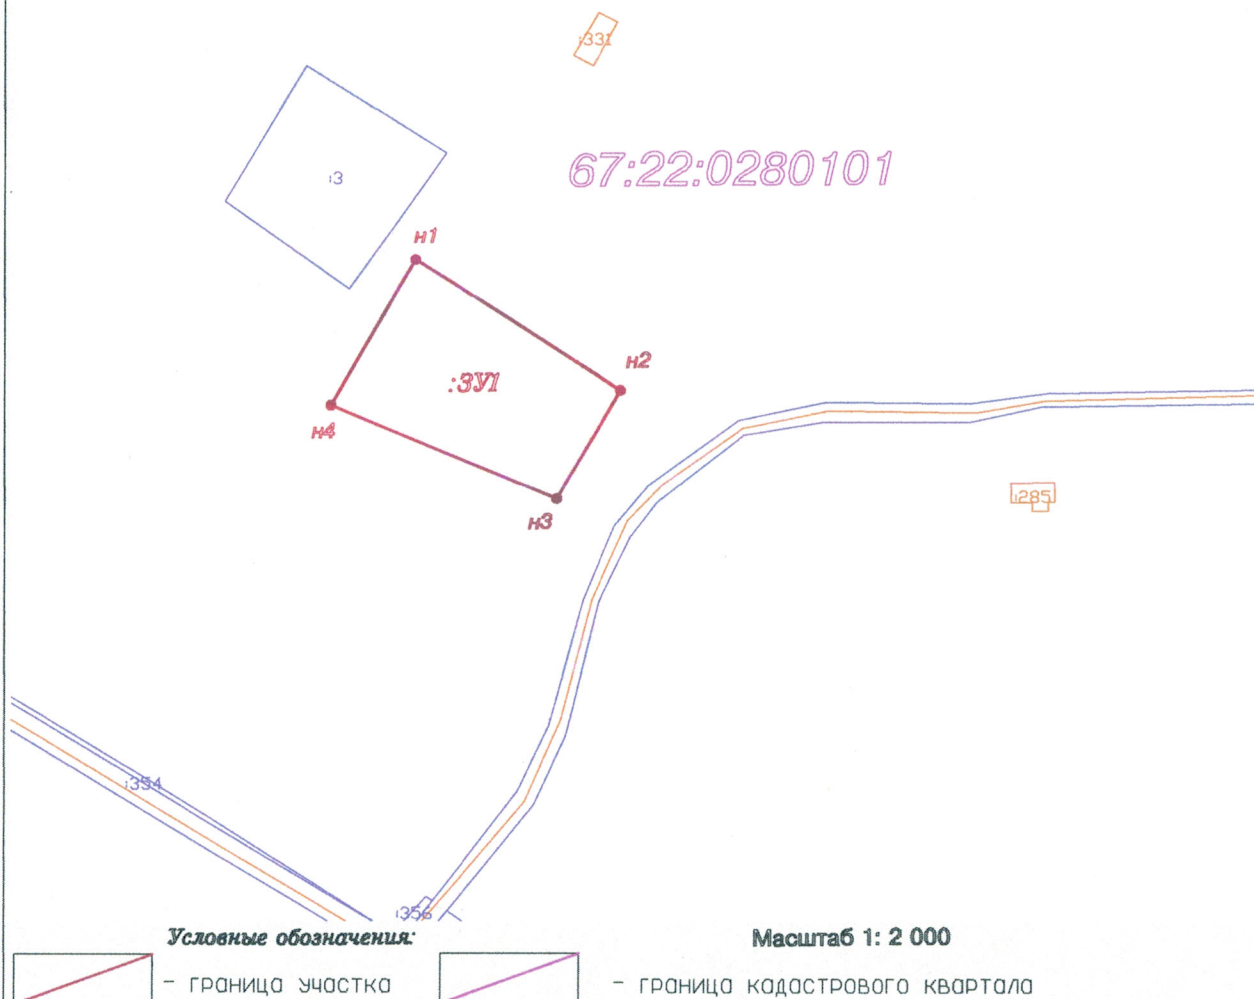 :331
67:22:0280101
:3
н1
н2
:ЗУ1
н4
:285
н3
:354
:356
Условные обозначения:
Масштаб 1: 2 000
- граница участка
- граница кадастрового квартала